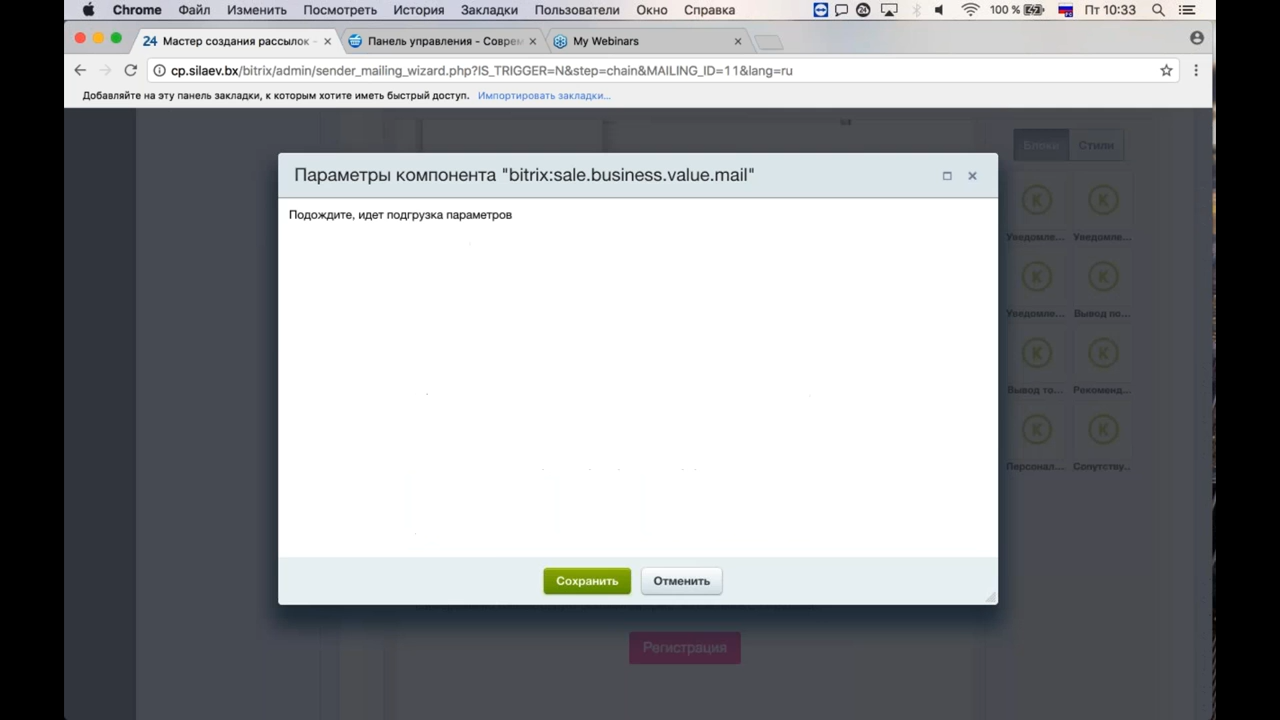 Chrome Файл Изменить Посмотреть История Закладки Пользователи Окно Справка 100 % Пт 10:33
24 Мастер создания рассылок - Панель управления - Соврем My Webinars
cp.silaev.bx/bitrix/admin/sender_mailing_wizard.php?IS_TRIGGER=N&step=chain&MAILING_ID=11&lang=ru
Добавляйте на эту панель закладки, к которым хотите иметь быстрый доступ. Импортировать закладки...
Блоки Стили
Параметры компонента "bitrix:sale.business.value.mail"
Подождите, идет подгрузка параметров
Уведомле... Уведомле...
Уведомле... Вывод по...
Вывод то... Рекоменд...
Персонал... Сопутству...
Сохранить Отменить
Регистрация